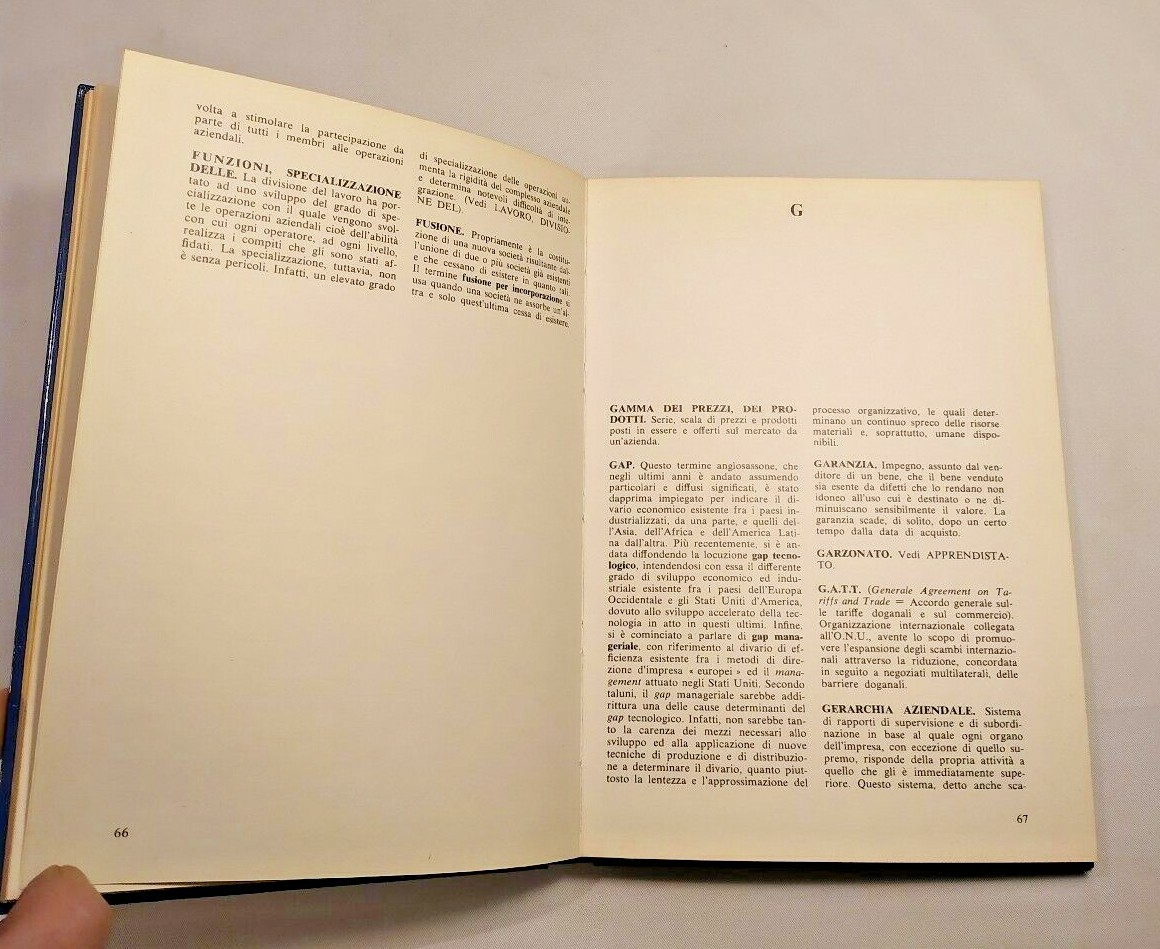 volta a stimolare la partecipazione da
parte di tutti i membri alle operazioni
aziendali.
FUNZIONI, SPECIALIZZAZIONE
DELLE. La divisione del lavoro ha por-
tato ad uno sviluppo del grado di spe-
cializzazione con il quale vengono svol-
te le operazioni aziendali cioè dell'abilità
con cui ogni operatore, ad ogni livello,
realizza i compiti che gli sono stati af-
fidati. La specializzazione, tuttavia, non
è senza pericoli. Infatti, un elevato grado
di specializzazione delle operazioni au-
menta la rigidità del complesso aziendale
e determina notevoli difficoltà di inte-
grazione. (Vedi LAVORO, DIVISIO-
NE DEL).
FUSIONE. Propriamente è la costitu-
zione di una nuova società risultante dal-
l'unione di due o più società già esistenti
e che cessano di esistere in quanto tali.
Il termine fusione per incorporazione si
usa quando una società ne assorbe un'al-
tra e solo quest'ultima cessa di esistere.
66
G
GAMMA DEI PREZZI, DEI PRO-
DOTTI. Serie, scala di prezzi e prodotti
posti in essere e offerti sul mercato da
un'azienda.
GAP. Questo termine anglosassone, che
negli ultimi anni è andato assumendo
particolari e diffusi significati, è stato
dapprima impiegato per indicare il di-
vario economico esistente fra i paesi in-
dustrializzati, da una parte, e quelli del-
l'Asia, dell'Africa e dell'America Lati-
na dall'altra. Più recentemente, si è an-
data diffondendo la locuzione gap tecno-
logico, intendendosi con essa il differente
grado di sviluppo economico ed indu-
striale esistente fra i paesi dell'Europa
Occidentale e gli Stati Uniti d'America,
dovuto allo sviluppo accelerato della tec-
nologia in atto in questi ultimi. Infine,
si è cominciato a parlare di gap mana-
geriale, con riferimento al divario di ef-
ficienza esistente fra i metodi di dire-
zione d'impresa « europei » ed il mana-
gement attuato negli Stati Uniti. Secondo
taluni, il gap manageriale sarebbe addi-
rittura una delle cause determinanti del
gap tecnologico. Infatti, non sarebbe tan-
to la carenza dei mezzi necessari allo
sviluppo ed alla applicazione di nuove
tecniche di produzione e di distribuzio-
ne a determinare il divario, quanto piut-
tosto la lentezza e l'approssimazione del
processo organizzativo, le quali deter-
minano un continuo spreco delle risorse
materiali e, soprattutto, umane dispo-
nibili.
GARANZIA. Impegno, assunto dal ven-
ditore di un bene, che il bene venduto
sia esente da difetti che lo rendano non
idoneo all'uso cui è destinato o ne di-
minuiscano sensibilmente il valore. La
garanzia scade, di solito, dopo un certo
tempo dalla data di acquisto.
GARZONATO. Vedi APPRENDISTA-
TO.
G.A.T.T. (Generale Agreement on Ta-
riffs and Trade = Accordo generale sul-
le tariffe doganali e sul commercio).
Organizzazione internazionale collegata
all'O.N.U., avente lo scopo di promuo-
vere l'espansione degli scambi internazio-
nali attraverso la riduzione, concordata
in seguito a negoziati multilaterali, delle
barriere doganali.
GERARCHIA AZIENDALE. Sistema
di rapporti di supervisione e di subordi-
nazione in base al quale ogni organo
dell'impresa, con eccezione di quello su-
premo, risponde della propria attività a
quello che gli è immediatamente supe-
riore. Questo sistema, detto anche sca-
67